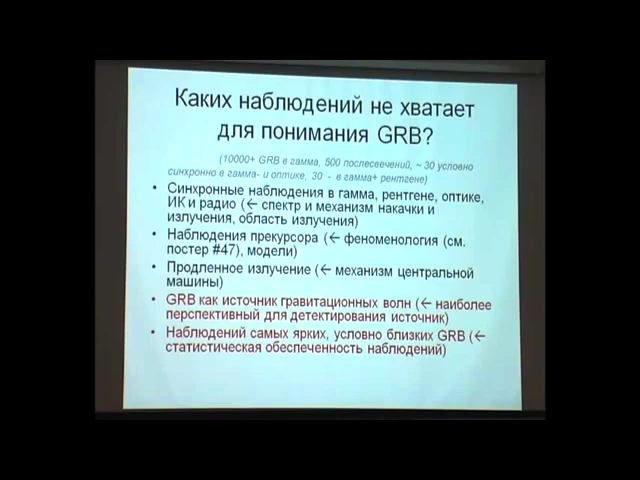 Каких наблюдений не хватает
для понимания GRB?
(10000+ GRB в гамма, 500 послесвечений, ~ 30 условно
синхронно в гамма- и оптике, 30 - в гамма+ рентгене)
• Синхронные наблюдения в гамма, рентгене, оптике,
ИК и радио (← спектр и механизм накачки и
излучения, область излучения)
• Наблюдения прекурсора (← феноменология (см.
постер #47), модели)
• Продленное излучение (← механизм центральной
машины)
• GRB как источник гравитационных волн (← наиболее
перспективный для детектирования источник)
• Наблюдений самых ярких, условно близких GRB (←
статистическая обеспеченность наблюдений)